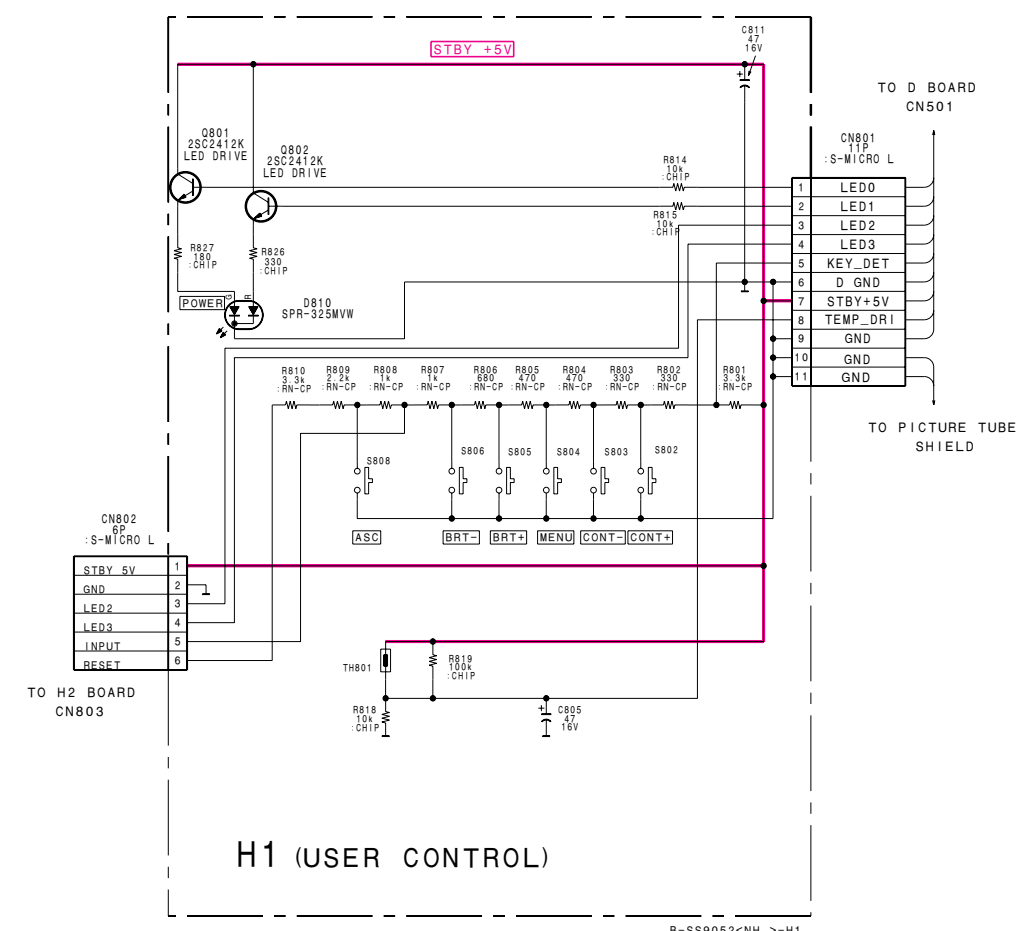 STBY +5V
C811
47
16V
+
TO D BOARD
CN501
Q801
2SC2412K
LED DRIVE
Q802
2SC2412K
LED DRIVE
CN801
11P
:S-MICRO L
R814
10k
:CHIP
R815
10k
:CHIP
1 LED0
2 LED1
3 LED2
4 LED3
5 KEY_DET
6 D GND
7 STBY+5V
8 TEMP_DRI
9 GND
10 GND
11 GND
R827
180
:CHIP
R826
330
:CHIP
POWER
G
R
D810
SPR-325MVW
TO PICTURE TUBE
SHIELD
R810
3.3k
:RN-CP
R809
2.2k
:RN-CP
R808
1k
:RN-CP
R807
1k
:RN-CP
R806
680
:RN-CP
R805
470
:RN-CP
R804
470
:RN-CP
R803
330
:RN-CP
R802
330
:RN-CP
R801
3.3k
:RN-CP
S808
S806
S805
S804
S803
S802
ASC
BRT-
BRT+
MENU
CONT-
CONT+
CN802
6P
:S-MICRO L
STBY 5V 1
GND 2
LED2 3
LED3 4
INPUT 5
RESET 6
TO H2 BOARD
CN803
TH801
R819
100k
:CHIP
R818
10k
:CHIP
+
C805
47
16V
H1 (USER CONTROL)
B-SS9052<NH.>-H1